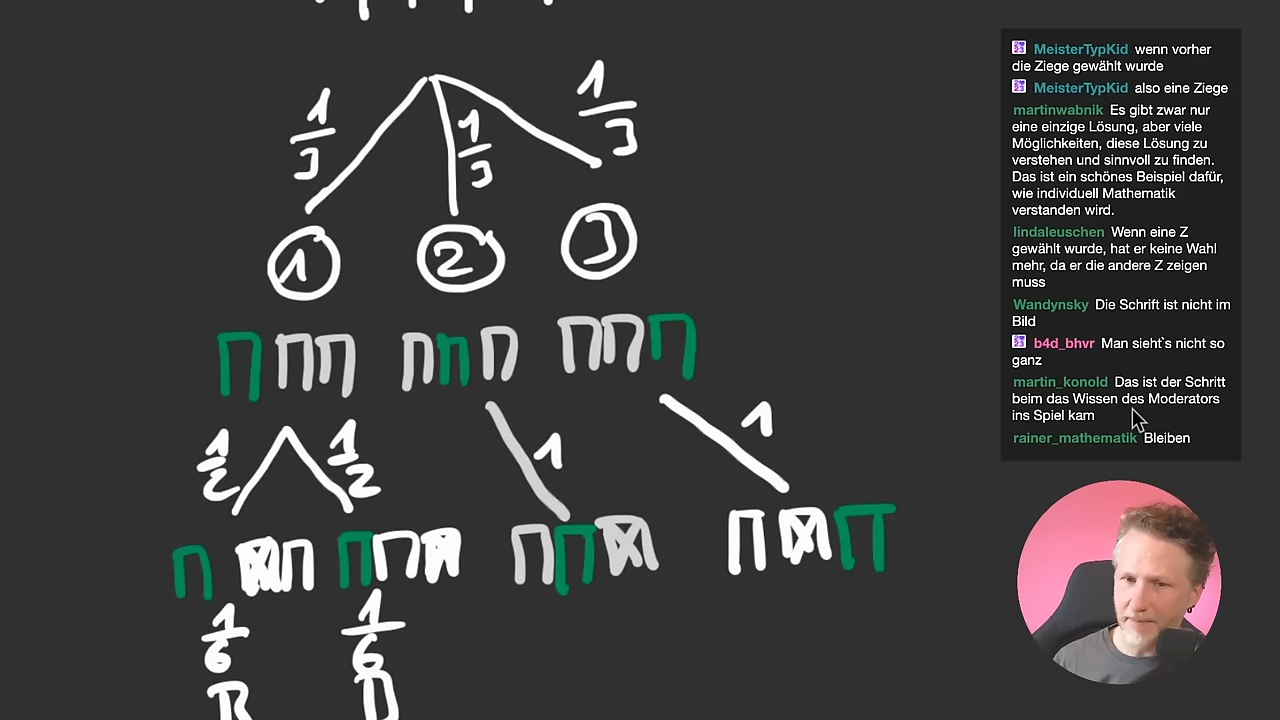 1/3 1/3 1/3
1 2 3
1/2 1/2 1 1
1/6 1/6
MeisterTypKid wenn vorher
die Ziege gewählt wurde
MeisterTypKid also eine Ziege
martinwabnik Es gibt zwar nur
eine einzige Lösung, aber viele
Möglichkeiten, diese Lösung zu
verstehen und sinnvoll zu finden.
Das ist ein schönes Beispiel dafür,
wie individuell Mathematik
verstanden wird.
lindaleuschen Wenn eine Z
gewählt wurde, hat er keine Wahl
mehr, da er die andere Z zeigen
muss
Wandynsky Die Schrift ist nicht im
Bild
b4d_bhvr Man sieht`s nicht so
ganz
martin_konold Das ist der Schritt
beim das Wissen des Moderators
ins Spiel kam
rainer_mathematik Bleiben